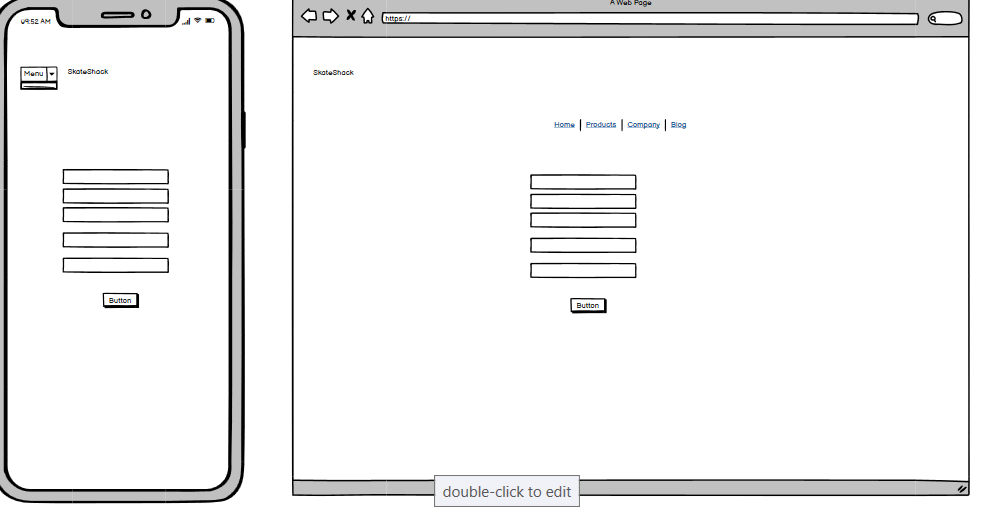 09:52 AM
Menu
SkateShack
Button
A Web Page
https://
SkateShack
Home
Products
Company
Blog
Button
double-click to edit